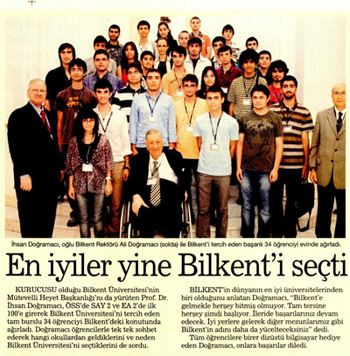 İhsan Doğramacı, oğlu Bilkent Rektörü Ali Doğramacı (solda) ile Bilkent'i tercih eden başarılı 34 öğrenciyi evinde ağırladı.
En iyiler yine Bilkent'i seçti
KURUCUSU olduğu Bilkent Üniversitesi'nin
Mütevelli Heyet Başkanlığı'nı da yürüten Prof. Dr.
İhsan Doğramacı, ÖSS'de SAY 2 ve EA 2'de ilk
100'e girerek Bilkent Üniversitesi'ni tercih eden
tam burslu 34 öğrenciyi Bilkent'deki konutunda
ağırladı. Doğramacı öğrencilerle tek tek sohbet
ederek hangi okullardan geldiklerini ve neden
Bilkent Üniversitesi'ni seçtiklerini de sordu.
BİLKENT'in dünyanın en iyi üniversitelerinden
biri olduğunu anlatan Doğramacı, "Bilkent'e
gelmekle herşey bitmiş olmuyor. Tam tersine
herşey şimdi başlıyor. İleride başarılarınız devam
edecek. İyi yerlere gelerek diğer mezunlarımız gibi
Bilkent'in adını daha da yücelteceksiniz" dedi.
Tüm öğrencilere birer dizüstü bilgisayar hediye
eden Doğramacı, onlara başarılar diledi.